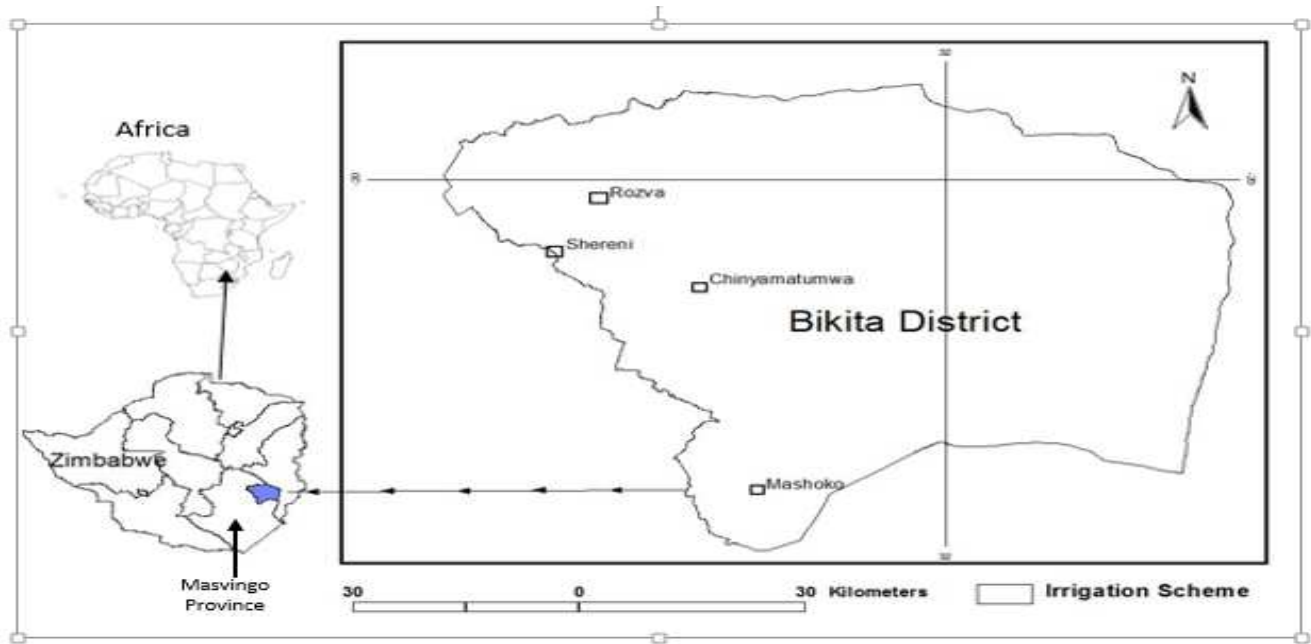 Africa
Zimbabwe
Masvingo
Province
N
Rozva
Shereni
Chinyamatumwa
Bikita District
Mashoko
30 0 30 Kilometers
Irrigation Scheme